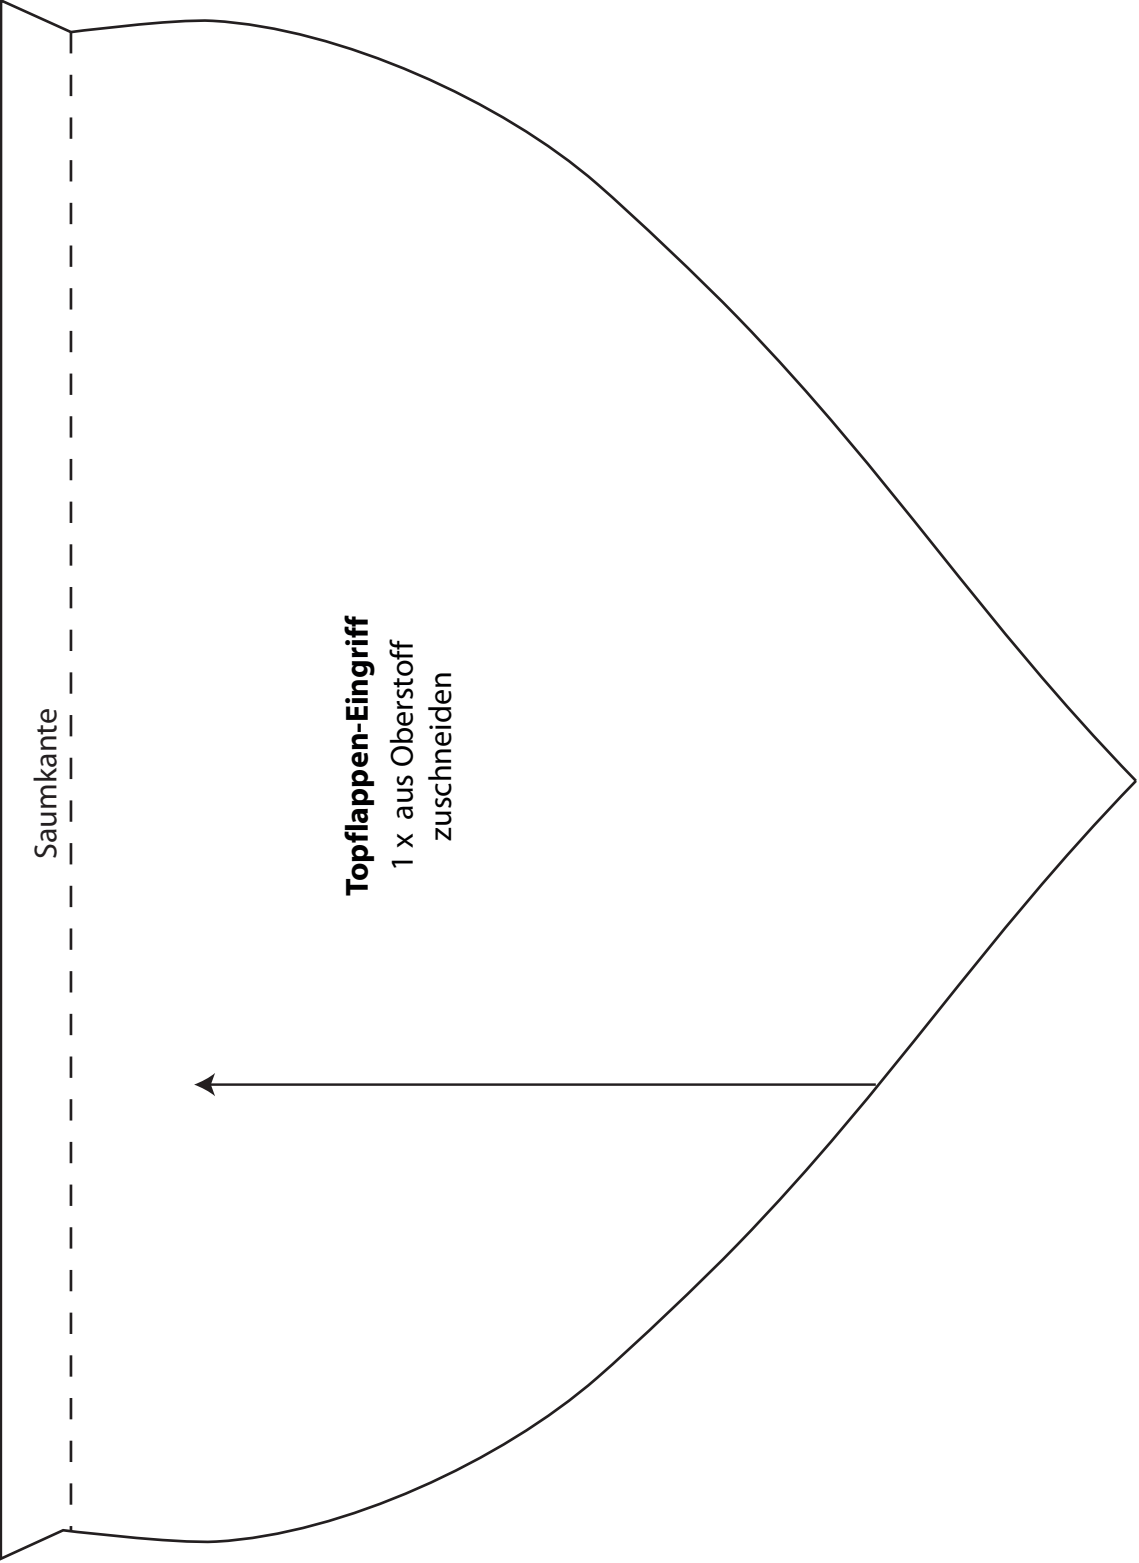 Saumkante
Topflappen-Eingriff
1 x aus Oberstoff
zuschneiden